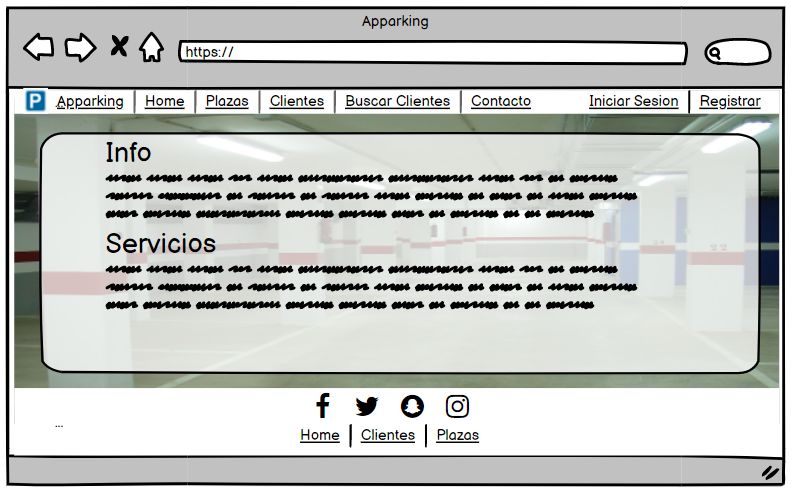 Apparking
https://
P Apparking Home Plazas Clientes Buscar Clientes Contacto Iniciar Sesion Registrar
Info
Servicios
...
Home Clientes Plazas